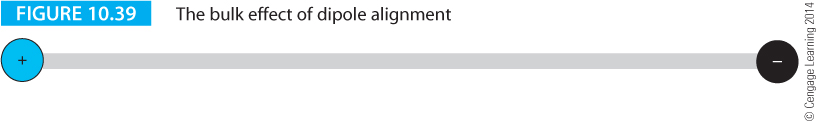 FIGURE 10.39 The bulk effect of dipole alignment
+ –
© Cengage Learning 2014